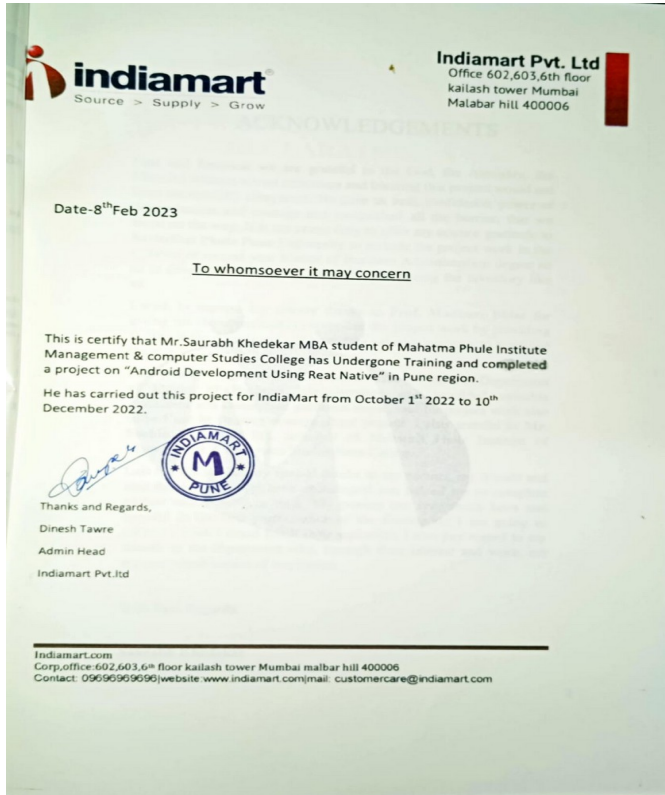 indiamart
Source > Supply > Grow
Indiamart Pvt. Ltd
Office 602,603,6th floor
kailash tower Mumbai
Malabar hill 400006
ACKNOWLEDGEMENTS
Date-8thFeb 2023
To whomsoever it may concern
This is certify that Mr.Saurabh Khedekar MBA student of Mahatma Phule Institute
Management & computer Studies College has Undergone Training and completed
a project on “Android Development Using Reat Native” in Pune region.
He has carried out this project for IndiaMart from October 1st 2022 to 10th
December 2022.
INDIAMART
M
PUNE
Thanks and Regards,
Dinesh Tawre
Admin Head
Indiamart Pvt.ltd
Indiamart.com
Corp,office:602,603,6th floor kailash tower Mumbai malbar hill 400006
Contact: 09696969696|website:www.indiamart.com|mail: customercare@indiamart.com